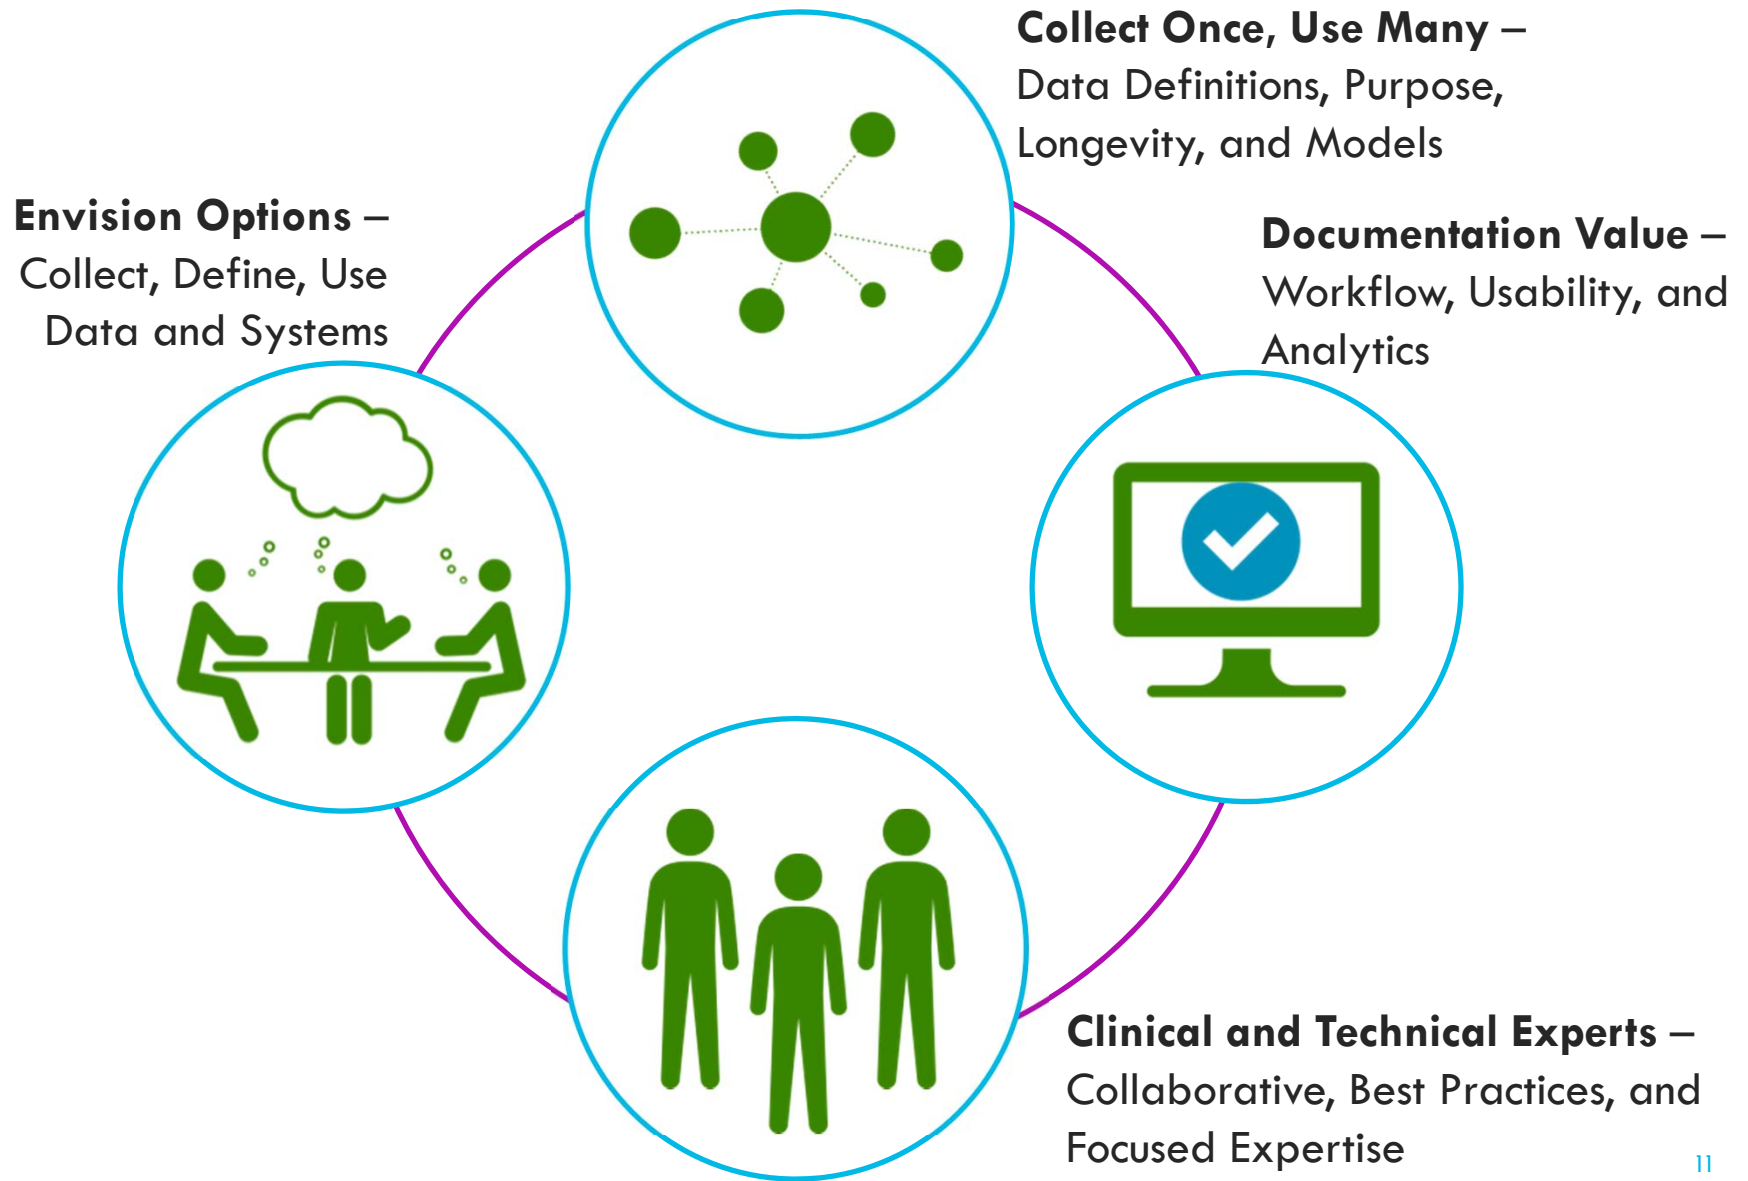 Collect Once, Use Many –
Data Definitions, Purpose,
Longevity, and Models
Envision Options –
Collect, Define, Use
Data and Systems
Documentation Value –
Workflow, Usability, and
Analytics
Clinical and Technical Experts –
Collaborative, Best Practices, and
Focused Expertise
11